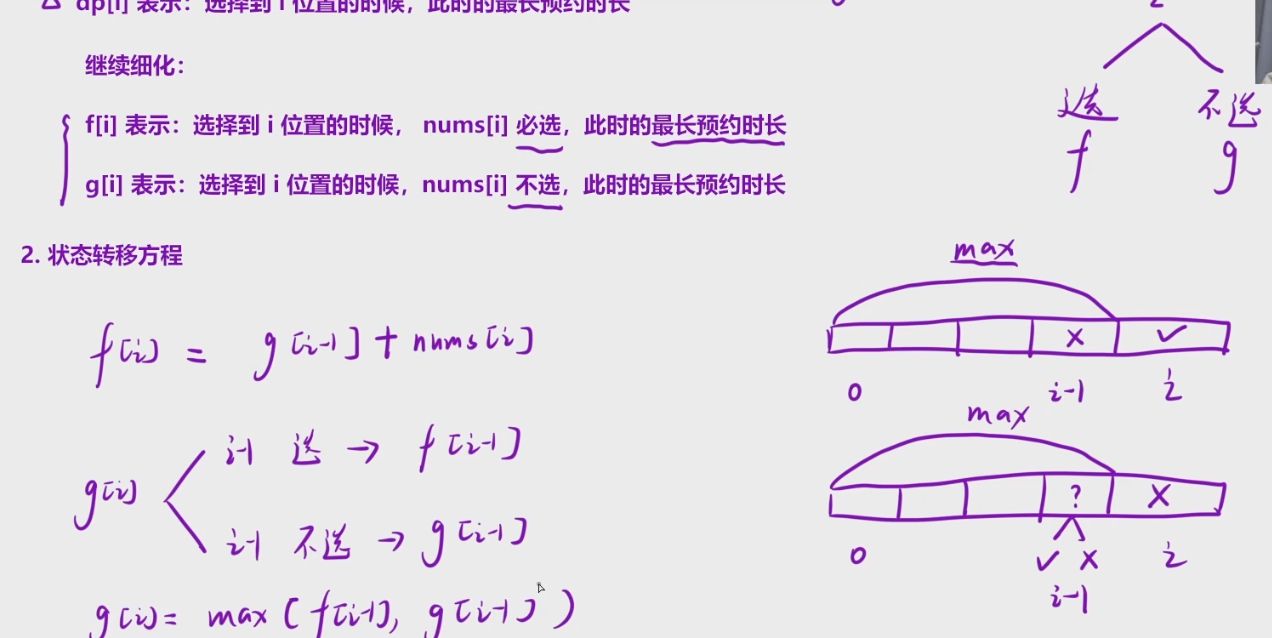 dp[i] 表示：选择到 i 位置的时候，此时的最长预约时长
继续细化：
f[i] 表示：选择到 i 位置的时候， nums[i] 必选，此时的最长预约时长
g[i] 表示：选择到 i 位置的时候，nums[i] 不选，此时的最长预约时长
i
选 不选
f g
2. 状态转移方程
f[i] = g[i-1] + nums[i]
g[i]
i-1 选 → f[i-1]
i-1 不选 → g[i-1]
g[i] = max(f[i-1], g[i-1])
max
× ✓
0 i-1 i
max
? ×
0 ✓ × i
i-1